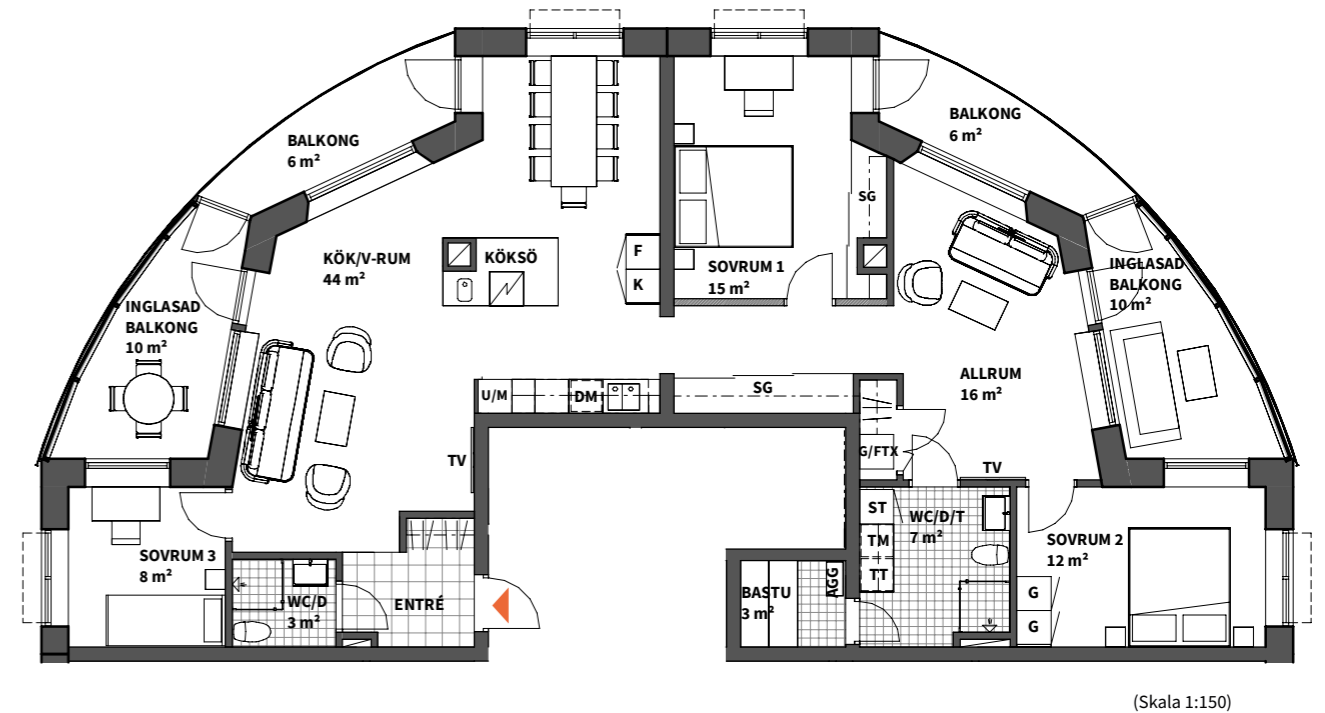 BALKONG
6 m²
BALKONG
6 m²
SG
KÖK/V-RUM
44 m²
KÖKSÖ
F
K
SOVRUM 1
15 m²
INGLASAD
BALKONG
10 m²
INGLASAD
BALKONG
10 m²
U/M
DM
SG
ALLRUM
16 m²
TV
G/FTX
TV
ST
TM
TT
WC/D/T
7 m²
SOVRUM 3
8 m²
SOVRUM 2
12 m²
WC/D
3 m²
ENTRÉ
BASTU
3 m²
AGG
G
G
(Skala 1:150)